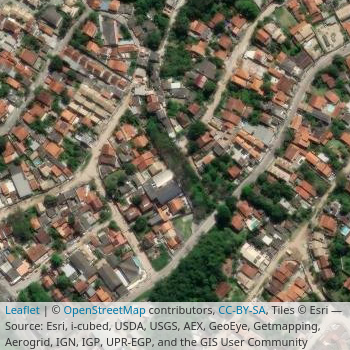 Leaflet | © OpenStreetMap contributors, CC-BY-SA, Tiles © Esri —
Source: Esri, i-cubed, USDA, USGS, AEX, GeoEye, Getmapping,
Aerogrid, IGN, IGP, UPR-EGP, and the GIS User Community